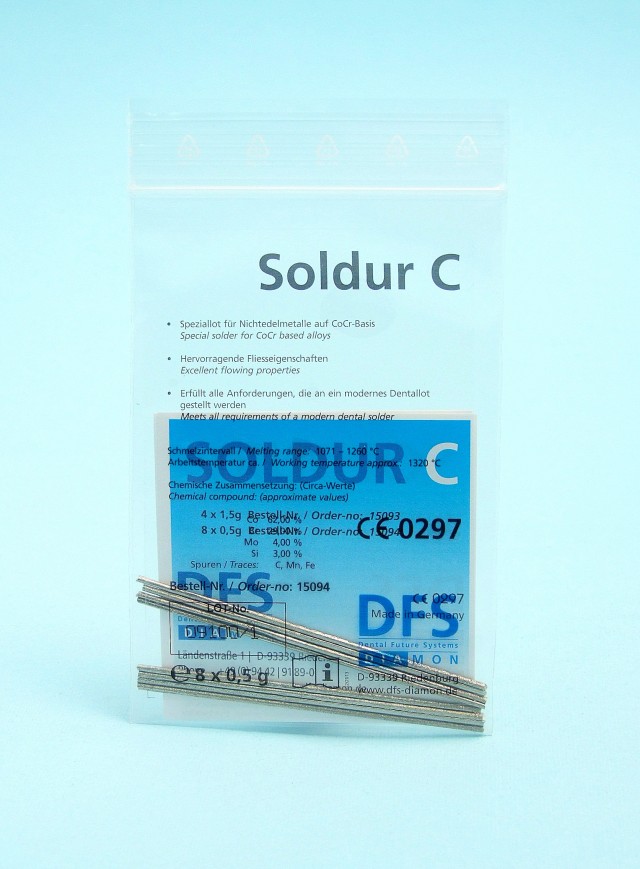 Soldur C
• Speziallot für Nichtedelmetalle auf CoCr-Basis
Special solder for CoCr based alloys
• Hervorragende Fliesseigenschaften
Excellent flowing properties
• Erfüllt alle Anforderungen, die an ein modernes Dentallot
gestellt werden
Meets all requirements of a modern dental solder
SOLDUR C
Schmelzintervall / Melting range: 1071 – 1260 °C
Arbeitstemperatur ca. / Working temperature approx.: 1320 °C
Chemische Zusammensetzung: (Circa-Werte)
Chemical compound: (approximate values)
4 x 1,5g Bestell-Nr. / Order-no: 15093
8 x 0,5g Bestell-Nr. / Order-no: 15094
CE 0297
Co 62,00 %
Mo 4,00 %
Si 3,00 %
Spuren / Traces: C, Mn, Fe
Bestell-Nr. / Order-no: 15094
DFS
DIAMON
LOT-No.
CE 0297
Made in Germany
DFS
Dental Future Systems
DIAMON
Ländenstraße 1 | D-93339
8 x 0,5 g
D-93339 Riedenburg
www.dfs-diamon.de